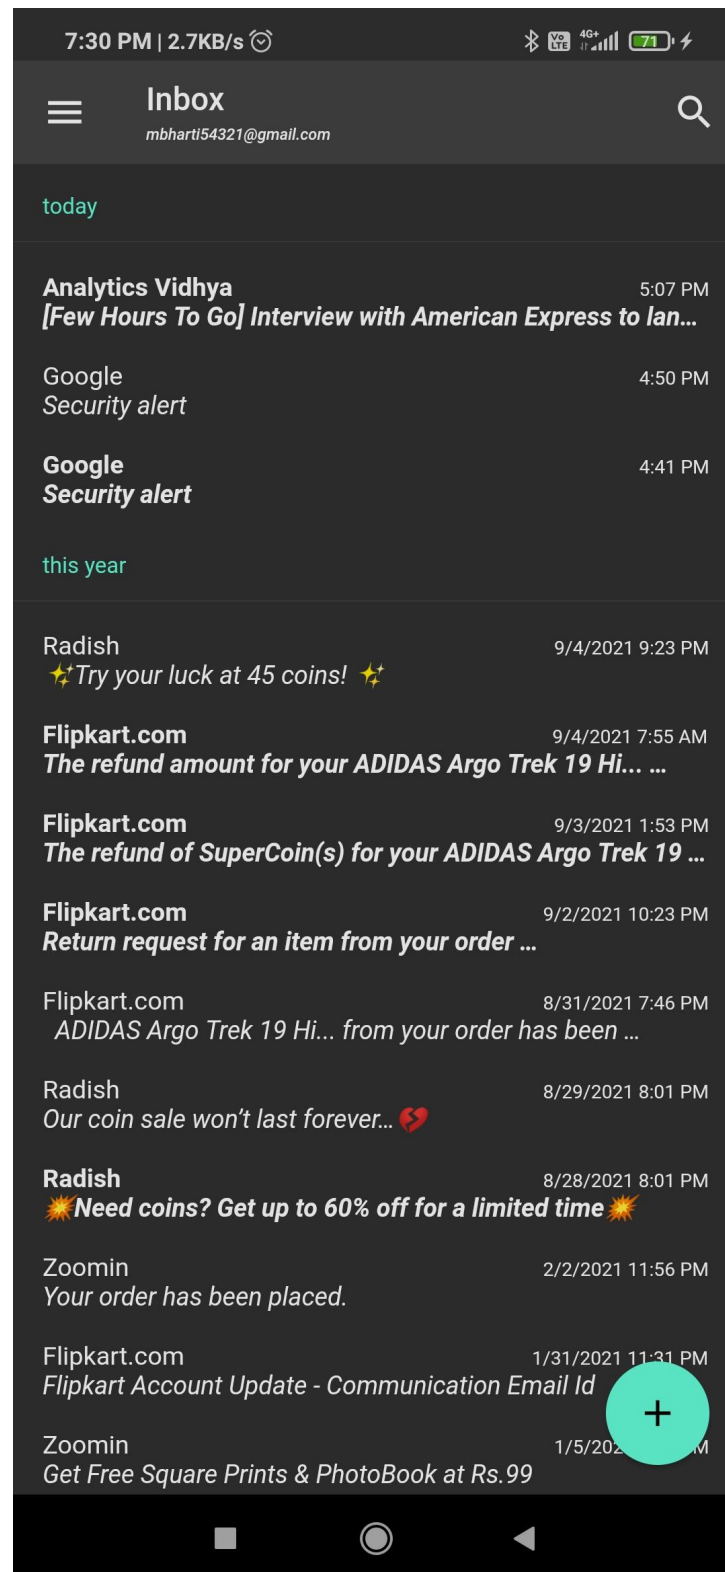 7:30 PM | 2.7KB/s
Vo LTE 4G+ 71
Inbox
mbharti54321@gmail.com
today
Analytics Vidhya 5:07 PM
[Few Hours To Go] Interview with American Express to lan...
Google 4:50 PM
Security alert
Google 4:41 PM
Security alert
this year
Radish 9/4/2021 9:23 PM
✨Try your luck at 45 coins! ✨
Flipkart.com 9/4/2021 7:55 AM
The refund amount for your ADIDAS Argo Trek 19 Hi... ...
Flipkart.com 9/3/2021 1:53 PM
The refund of SuperCoin(s) for your ADIDAS Argo Trek 19 ...
Flipkart.com 9/2/2021 10:23 PM
Return request for an item from your order ...
Flipkart.com 8/31/2021 7:46 PM
ADIDAS Argo Trek 19 Hi... from your order has been ...
Radish 8/29/2021 8:01 PM
Our coin sale won't last forever... 💔
Radish 8/28/2021 8:01 PM
💥Need coins? Get up to 60% off for a limited time💥
Zoomin 2/2/2021 11:56 PM
Your order has been placed.
Flipkart.com 1/31/2021 11:31 PM
Flipkart Account Update - Communication Email Id
Zoomin
Get Free Square Prints & PhotoBook at Rs.99